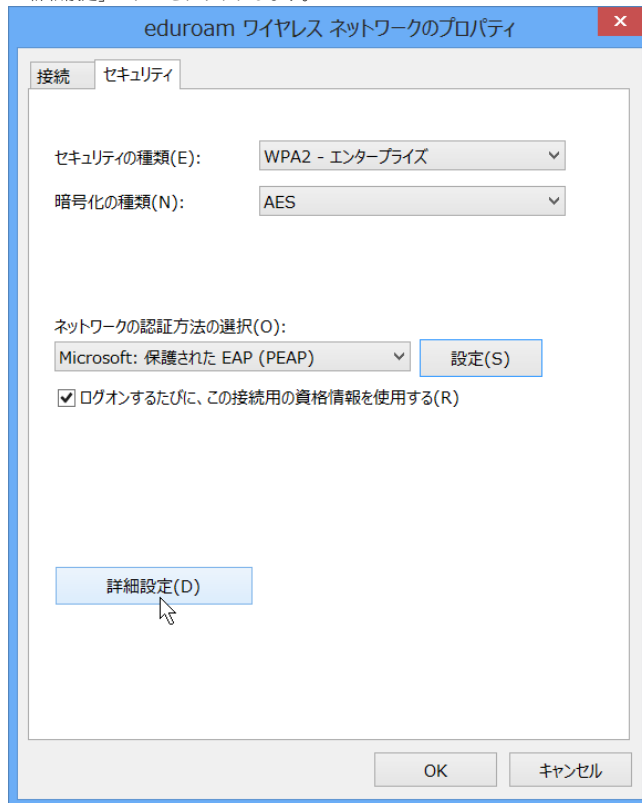 eduroam ワイヤレス ネットワークのプロパティ
x
接続 セキュリティ
セキュリティの種類(E): WPA2 - エンタープライズ
暗号化の種類(N): AES
ネットワークの認証方法の選択(O):
Microsoft: 保護された EAP (PEAP) 設定(S)
ログオンするたびに、この接続用の資格情報を使用する(R)
詳細設定(D)
OK キャンセル